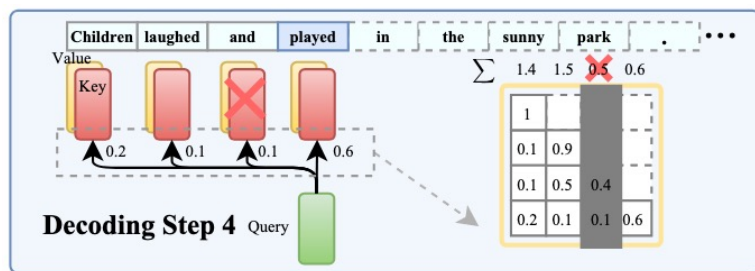 Children laughed and played in the sunny park . ...
Value
Key
∑ 1.4 1.5 0.5 0.6
1
0.1 0.9
0.1 0.5 0.4
0.2 0.1 0.1 0.6
0.2 0.1 0.1 0.6
Decoding Step 4 Query